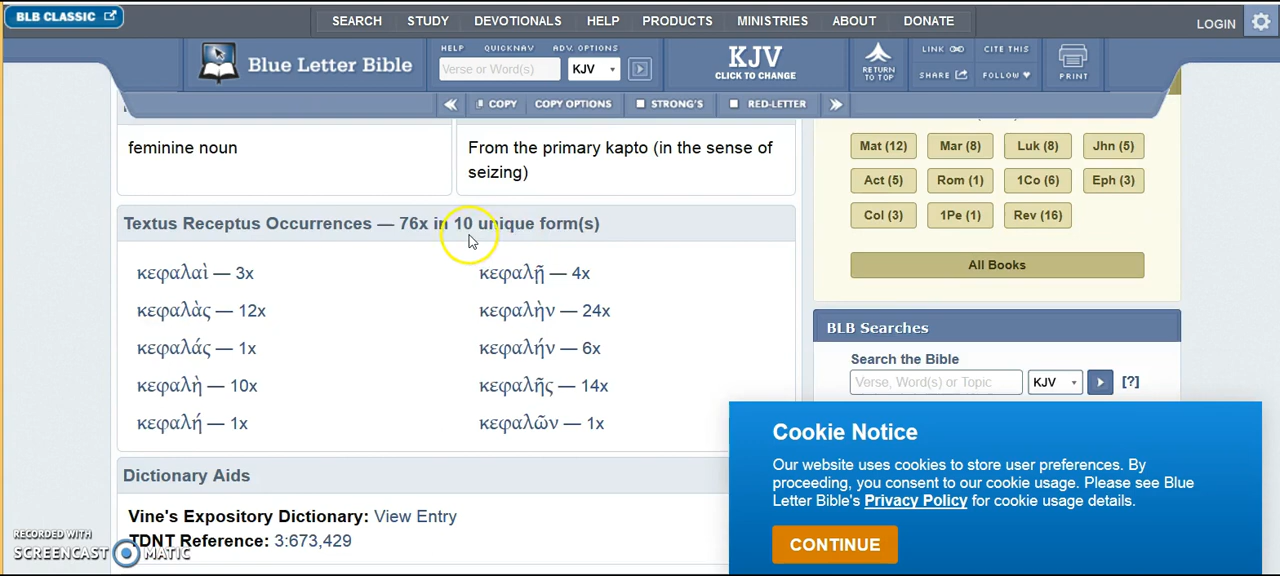 BLB CLASSIC
SEARCH STUDY DEVOTIONALS HELP PRODUCTS MINISTRIES ABOUT DONATE
LOGIN
Blue Letter Bible
HELP QUICKNAV ADV. OPTIONS
Verse or Word(s) KJV
KJV
CLICK TO CHANGE
RETURN
TO TOP
LINK CITE THIS
SHARE FOLLOW
PRINT
COPY COPY OPTIONS STRONG'S RED-LETTER
feminine noun
From the primary kapto (in the sense of
seizing)
Textus Receptus Occurrences — 76x in 10 unique form(s)
κεφαλαὶ — 3x
κεφαλὰς — 12x
κεφαλάς — 1x
κεφαλὴ — 10x
κεφαλή — 1x
κεφαλῇ — 4x
κεφαλὴν — 24x
κεφαλήν — 6x
κεφαλῆς — 14x
κεφαλῶν — 1x
Dictionary Aids
Vine's Expository Dictionary: View Entry
TDNT Reference: 3:673,429
Mat (12) Mar (8) Luk (8) Jhn (5)
Act (5) Rom (1) 1Co (6) Eph (3)
Col (3) 1Pe (1) Rev (16)
All Books
BLB Searches
Search the Bible
Verse, Word(s) or Topic KJV [?]
Cookie Notice
Our website uses cookies to store user preferences. By
proceeding, you consent to our cookie usage. Please see Blue
Letter Bible's Privacy Policy for cookie usage details.
CONTINUE
RECORDED WITH
SCREENCAST MATIC